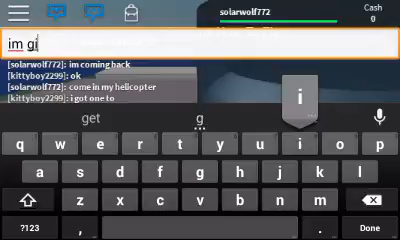 solarwolf772
Cash
0
im gi
[solarwolf772]: im coming back
[kittyboy2299]: ok
[solarwolf772]: come in my helicopter
[kittyboy2299]: i got one to
i
get
g
q w e r t y u i o p
a s d f g h j k l
z x c v b n m
?123 , . Done